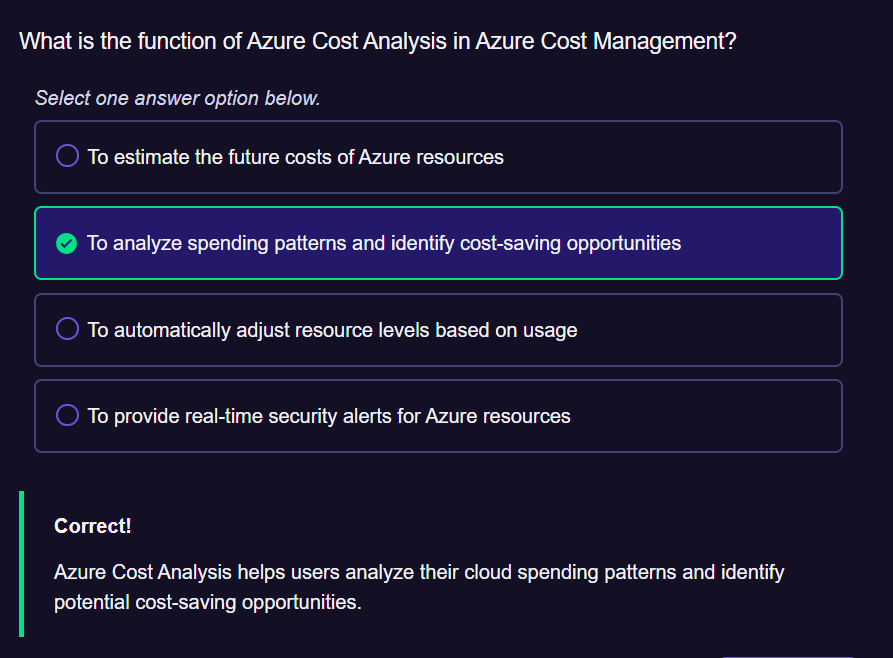 What is the function of Azure Cost Analysis in Azure Cost Management?
Select one answer option below.
To estimate the future costs of Azure resources
To analyze spending patterns and identify cost-saving opportunities
To automatically adjust resource levels based on usage
To provide real-time security alerts for Azure resources
Correct!
Azure Cost Analysis helps users analyze their cloud spending patterns and identify
potential cost-saving opportunities.